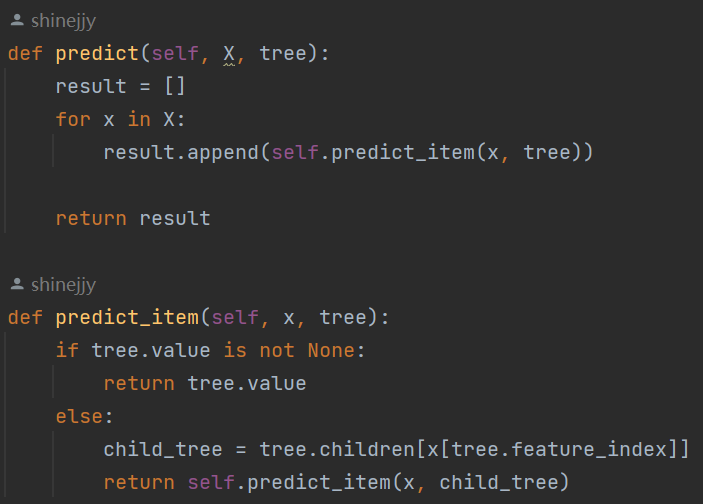 shinejjy
def predict(self, X, tree):
    result = []
    for x in X:
        result.append(self.predict_item(x, tree))
    return result
shinejjy
def predict_item(self, x, tree):
    if tree.value is not None:
        return tree.value
    else:
        child_tree = tree.children[x[tree.feature_index]]
        return self.predict_item(x, child_tree)